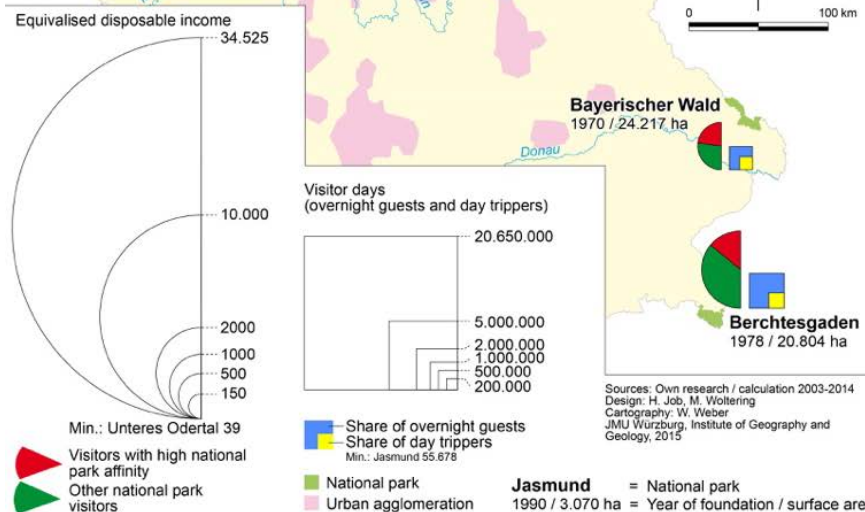 Equivalised disposable income
34.525
10.000
2000
1000
500
150
Min.: Unteres Odertal 39
Visitors with high national
park affinity
Other national park
visitors
Visitor days
(overnight guests and day trippers)
20.650.000
5.000.000
2.000.000
1.000.000
500.000
200.000
Share of overnight guests
Share of day trippers
Min.: Jasmund 55.678
National park
Urban agglomeration
0 100 km
Bayerischer Wald
1970 / 24.217 ha
Donau
Berchtesgaden
1978 / 20.804 ha
Sources: Own research / calculation 2003-2014
Design: H. Job, M. Woltering
Cartography: W. Weber
JMU Würzburg, Institute of Geography and
Geology, 2015
Jasmund = National park
1990 / 3.070 ha = Year of foundation / surface are